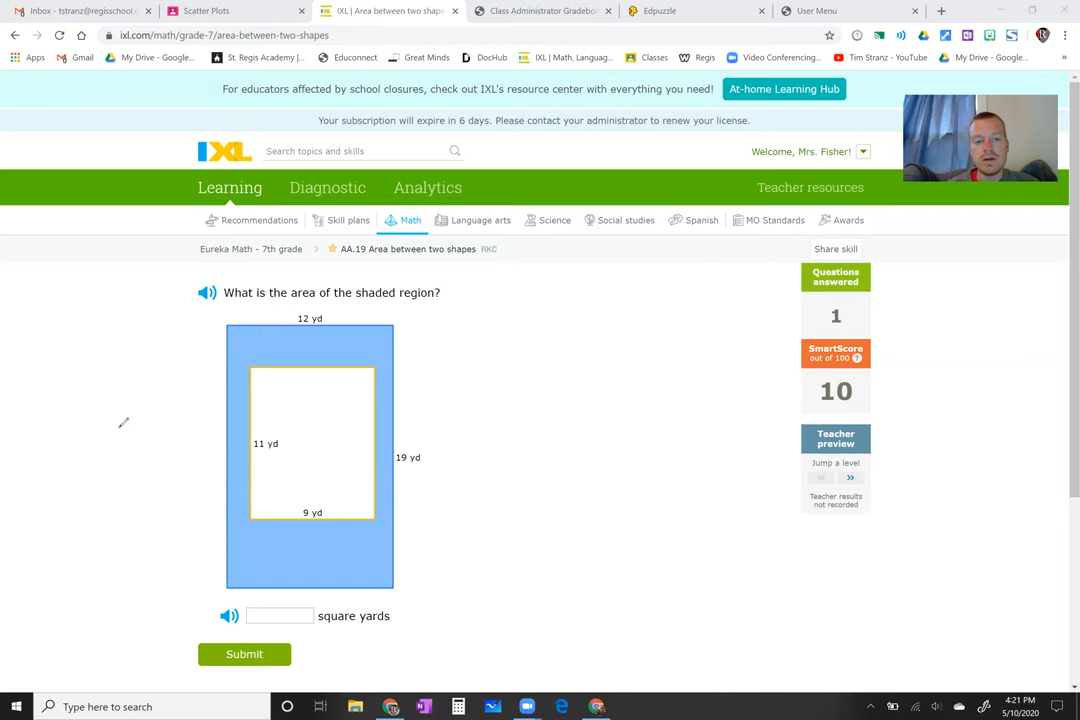 Inbox - tstranz@regisschool.c
Scatter Plots
IXL | Area between two shape
Class Administrator Gradeboo
Edpuzzle
User Menu
ixl.com/math/grade-7/area-between-two-shapes
Apps
Gmail
My Drive - Google...
St. Regis Academy |...
Educonnect
Great Minds
DocHub
IXL | Math, Languag...
Classes
Regis
Video Conferencing...
Tim Stranz - YouTube
My Drive - Google...
For educators affected by school closures, check out IXL's resource center with everything you need!
At-home Learning Hub
Your subscription will expire in 6 days. Please contact your administrator to renew your license.
IXL
Search topics and skills
Welcome, Mrs. Fisher!
Learning
Diagnostic
Analytics
Teacher resources
Recommendations
Skill plans
Math
Language arts
Science
Social studies
Spanish
MO Standards
Awards
Eureka Math - 7th grade
AA.19 Area between two shapes RKC
Share skill
Questions
answered
1
SmartScore
out of 100 ?
10
Teacher
preview
Jump a level
Teacher results
not recorded
What is the area of the shaded region?
12 yd
11 yd
19 yd
9 yd
square yards
Submit
Type here to search
4:21 PM
5/10/2020